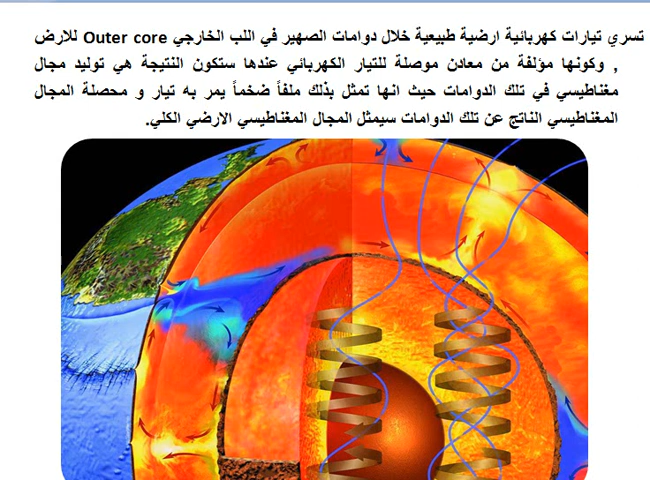 تسري تيارات كهربائية ارضية طبيعية خلال دوامات الصهير في اللب الخارجي Outer core للارض
, وكونها مؤلفة من معادن موصلة للتيار الكهربائي عندها ستكون النتيجة هي توليد مجال
مغناطيسي في تلك الدوامات حيث انها تمثل بذلك ملفاً ضخماً يمر به تيار و محصلة المجال
المغناطيسي الناتج عن تلك الدوامات سيمثل المجال المغناطيسي الارضي الكلي.